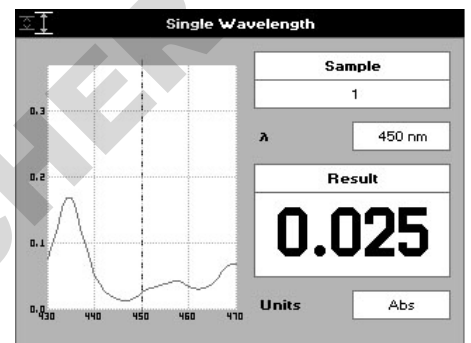 Single Wavelength
Sample
1
λ 450 nm
Result
0.025
Units Abs
0.3
0.2
0.1
0.0
430 440 450 460 470
CHER